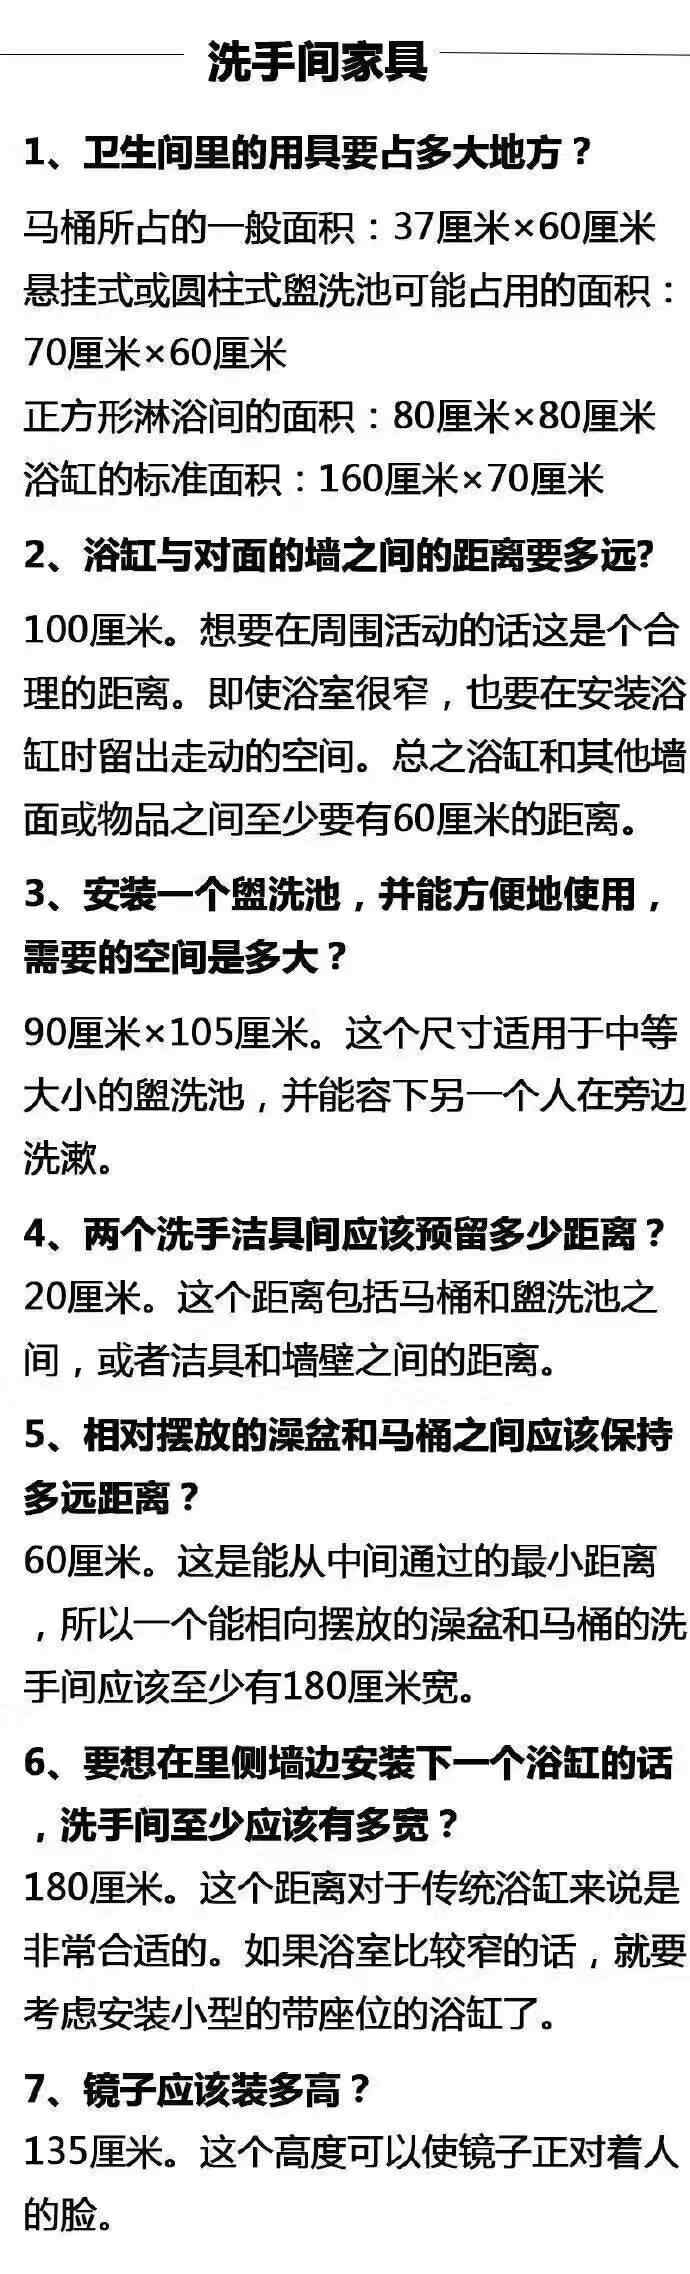 洗手间家具
1、卫生间里的用具要占多大地方？
马桶所占的一般面积：37厘米×60厘米
悬挂式或圆柱式盥洗池可能占用的面积：
70厘米×60厘米
正方形淋浴间的面积：80厘米×80厘米
浴缸的标准面积：160厘米×70厘米
2、浴缸与对面的墙之间的距离要多远?
100厘米。想要在周围活动的话这是个合
理的距离。即使浴室很窄，也要在安装浴
缸时留出走动的空间。总之浴缸和其他墙
面或物品之间至少要有60厘米的距离。
3、安装一个盥洗池，并能方便地使用，
需要的空间是多大？
90厘米×105厘米。这个尺寸适用于中等
大小的盥洗池，并能容下另一个人在旁边
洗漱。
4、两个洗手洁具间应该预留多少距离？
20厘米。这个距离包括马桶和盥洗池之
间，或者洁具和墙壁之间的距离。
5、相对摆放的澡盆和马桶之间应该保持
多远距离？
60厘米。这是能从中间通过的最小距离
，所以一个能相向摆放的澡盆和马桶的洗
手间应该至少有180厘米宽。
6、要想在里侧墙边安装下一个浴缸的话
，洗手间至少应该有多宽？
180厘米。这个距离对于传统浴缸来说是
非常合适的。如果浴室比较窄的话，就要
考虑安装小型的带座位的浴缸了。
7、镜子应该装多高？
135厘米。这个高度可以使镜子正对着人
的脸。